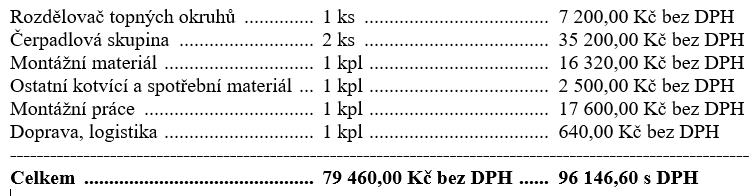 Rozdělovač topných okruhů ............... 1 ks ...................................... 7 200,00 Kč bez DPH
Čerpadlová skupina ............................ 2 ks ...................................... 35 200,00 Kč bez DPH
Montážní materiál ............................... 1 kpl .................................... 16 320,00 Kč bez DPH
Ostatní kotvící a spotřební materiál ... 1 kpl .................................... 2 500,00 Kč bez DPH
Montážní práce .................................... 1 kpl .................................... 17 600,00 Kč bez DPH
Doprava, logistika ................................ 1 kpl .................................... 640,00 Kč bez DPH
--------------------------------------------------------------------------------------------------------------
Celkem .............................................. 79 460,00 Kč bez DPH ...... 96 146,60 s DPH